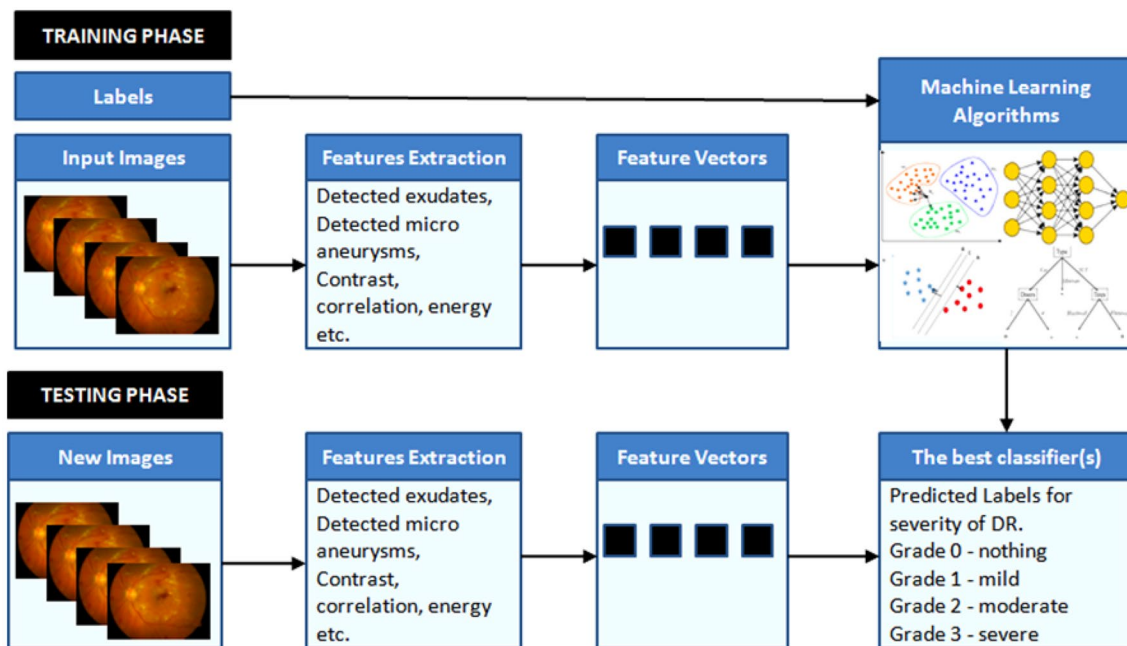 TRAINING PHASE
Labels
Machine Learning
Algorithms
Input Images
Features Extraction
Detected exudates,
Detected micro
aneurysms,
Contrast,
correlation, energy
etc.
Feature Vectors
Type
TESTING PHASE
New Images
Features Extraction
Detected exudates,
Detected micro
aneurysms,
Contrast,
correlation, energy
etc.
Feature Vectors
The best classifier(s)
Predicted Labels for
severity of DR.
Grade 0 - nothing
Grade 1 - mild
Grade 2 - moderate
Grade 3 - severe